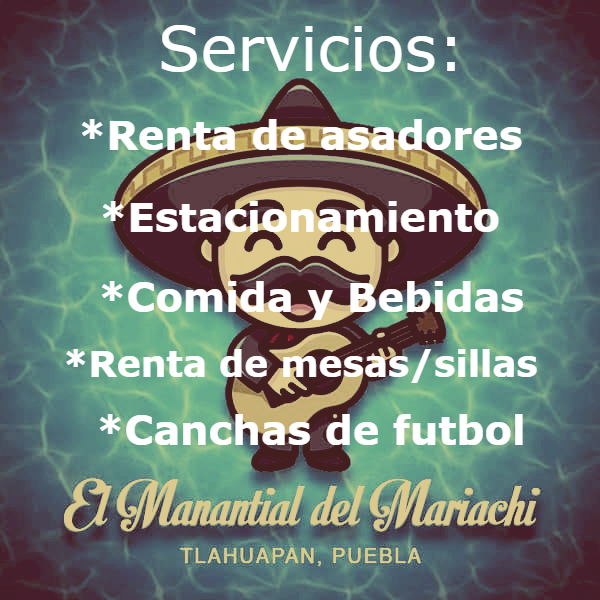 Servicios:
*Renta de asadores
*Estacionamiento
*Comida y Bebidas
*Renta de mesas/sillas
*Canchas de futbol
El Manantial del Mariachi
TLAHUAPAN, PUEBLA